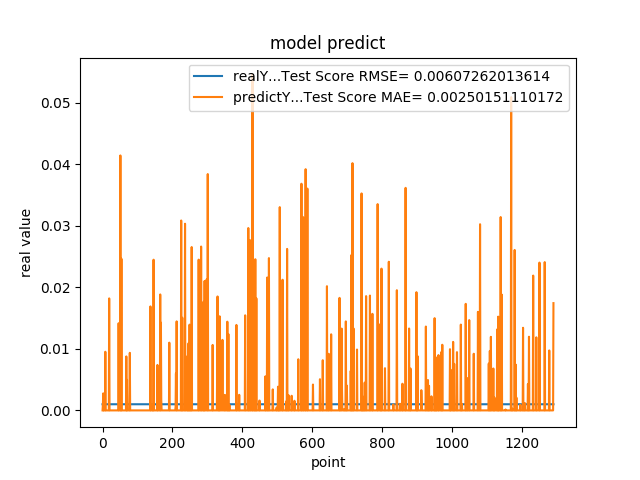 model predict
realY...Test Score RMSE= 0.00607262013614
predictY...Test Score MAE= 0.00250151110172
0.05
0.04
0.03
0.02
0.01
0.00
real value
0 200 400 600 800 1000 1200
point